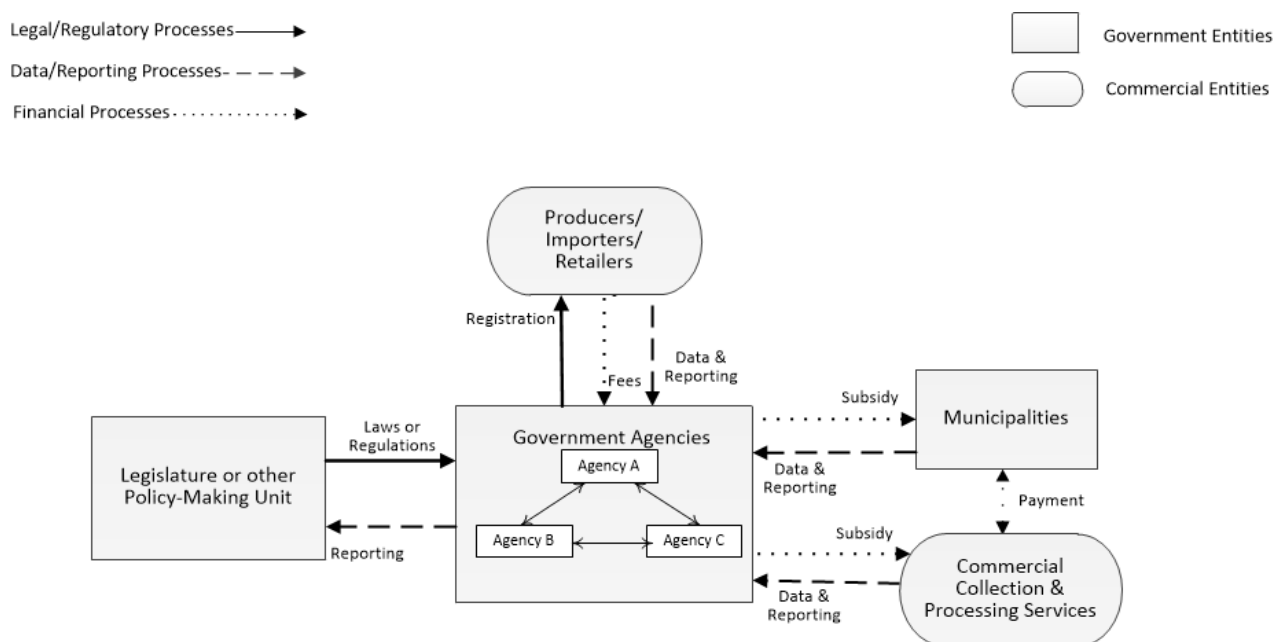 Legal/Regulatory Processes
Data/Reporting Processes
Financial Processes
Government Entities
Commercial Entities
Producers/
Importers/
Retailers
Registration
Fees
Data &
Reporting
Laws or
Regulations
Legislature or other
Policy-Making Unit
Reporting
Government Agencies
Agency A
Agency B
Agency C
Subsidy
Municipalities
Data &
Reporting
Payment
Subsidy
Commercial
Collection &
Processing Services
Data &
Reporting